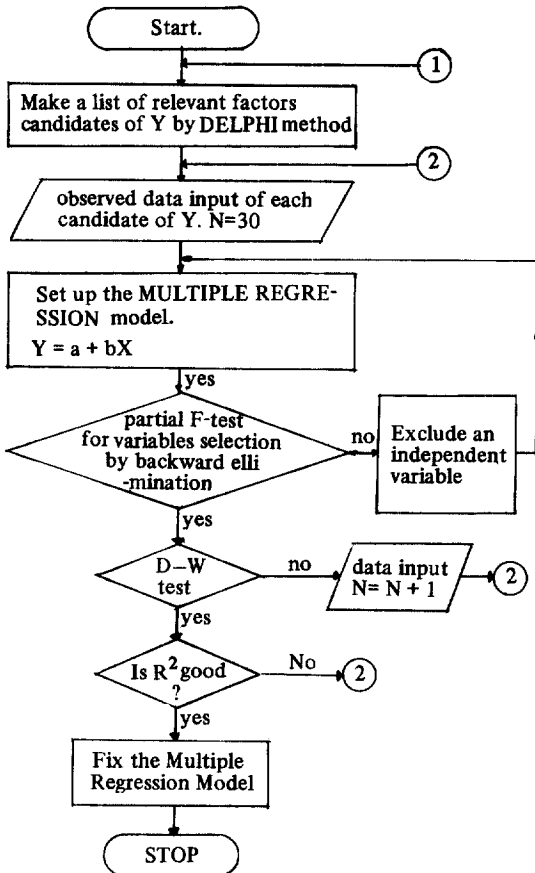 Start.
1
Make a list of relevant factors
candidates of Y by DELPHI method
2
observed data input of each
candidate of Y. N=30
Set up the MULTIPLE REGRE-
SSION model.
Y = a + bX
yes
partial F-test
for variables selection
by backward elli
-mination
no
Exclude an
independent
variable
yes
D–W
test
no
data input
N= N + 1
2
yes
Is R² good
?
No
2
yes
Fix the Multiple
Regression Model
STOP